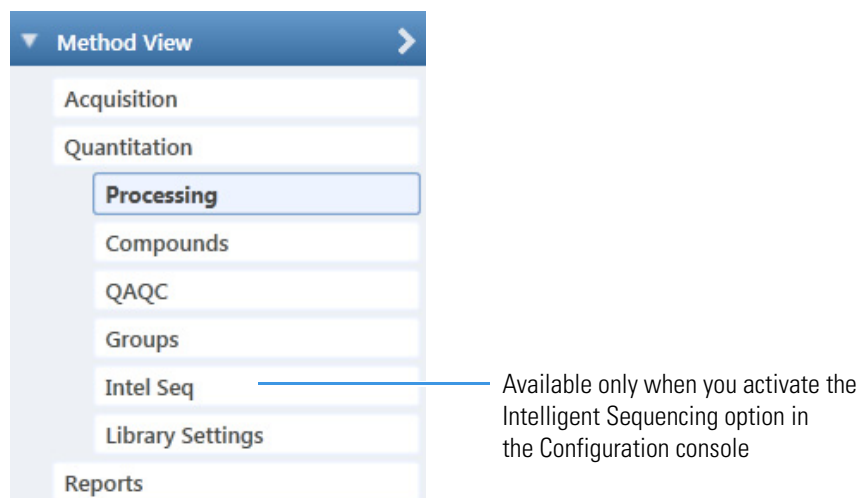 Method View
Acquisition
Quantitation
Processing
Compounds
QAQC
Groups
Intel Seq
Available only when you activate the
Intelligent Sequencing option in
the Configuration console
Library Settings
Reports